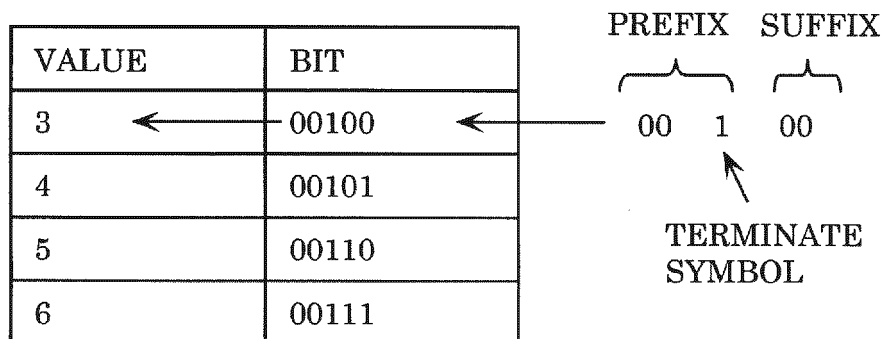 PREFIX SUFFIX
VALUE BIT
3 00100 00 1 00
4 00101
TERMINATE
SYMBOL
5 00110
6 00111